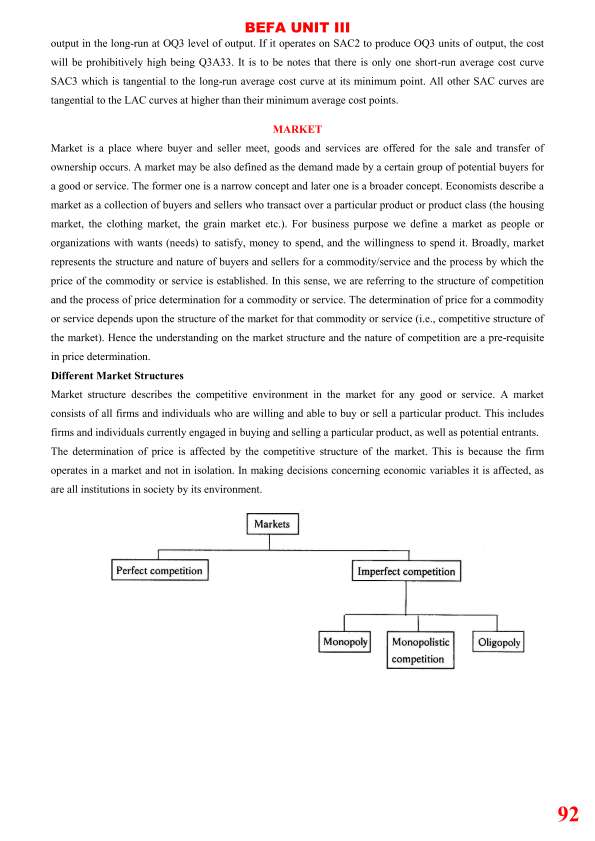 BEFA UNIT III
output in the long-run at OQ3 level of output. If it operates on SAC2 to produce OQ3 units of output, the cost
will be prohibitively high being Q3A33. It is to be notes that there is only one short-run average cost curve
SAC3 which is tangential to the long-run average cost curve at its minimum point. All other SAC curves are
tangential to the LAC curves at higher than their minimum average cost points.
MARKET
Market is a place where buyer and seller meet, goods and services are offered for the sale and transfer of
ownership occurs. A market may be also defined as the demand made by a certain group of potential buyers for
a good or service. The former one is a narrow concept and later one is a broader concept. Economists describe a
market as a collection of buyers and sellers who transact over a particular product or product class (the housing
market, the clothing market, the grain market etc.). For business purpose we define a market as people or
organizations with wants (needs) to satisfy, money to spend, and the willingness to spend it. Broadly, market
represents the structure and nature of buyers and sellers for a commodity/service and the process by which the
price of the commodity or service is established. In this sense, we are referring to the structure of competition
and the process of price determination for a commodity or service. The determination of price for a commodity
or service depends upon the structure of the market for that commodity or service (i.e., competitive structure of
the market). Hence the understanding on the market structure and the nature of competition are a pre-requisite
in price determination.
Different Market Structures
Market structure describes the competitive environment in the market for any good or service. A market
consists of all firms and individuals who are willing and able to buy or sell a particular product. This includes
firms and individuals currently engaged in buying and selling a particular product, as well as potential entrants.
The determination of price is affected by the competitive structure of the market. This is because the firm
operates in a market and not in isolation. In making decisions concerning economic variables it is affected, as
are all institutions in society by its environment.
Markets
Perfect competition
Imperfect competition
Monopoly
Monopolistic
competition
Oligopoly
92